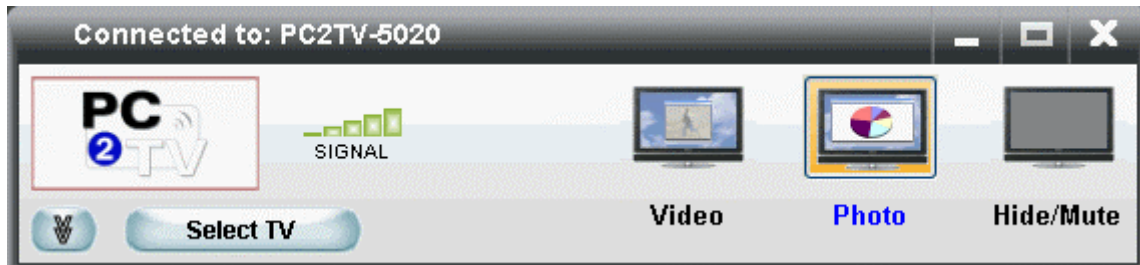 Connected to: PC2TV-5020
PC
2 TV
SIGNAL
Video
Photo
Hide/Mute
Select TV